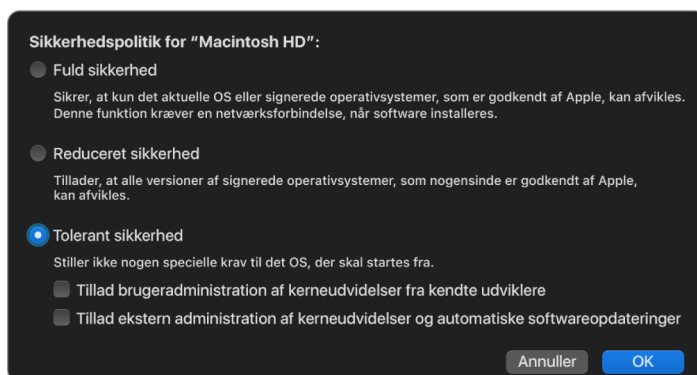 Sikkerhedspolitik for “Macintosh HD”:
Fuld sikkerhed
Sikrer, at kun det aktuelle OS eller signerede operativsystemer, som er godkendt af Apple, kan afvikles.
Denne funktion kræver en netværksforbindelse, når software installeres.
Reduceret sikkerhed
Tillader, at alle versioner af signerede operativsystemer, som nogensinde er godkendt af Apple,
kan afvikles.
Tolerant sikkerhed
Stiller ikke nogen specielle krav til det OS, der skal startes fra.
Tillad brugeradministration af kerneudvidelser fra kendte udviklere
Tillad ekstern administration af kerneudvidelser og automatiske softwareopdateringer
Annuller OK